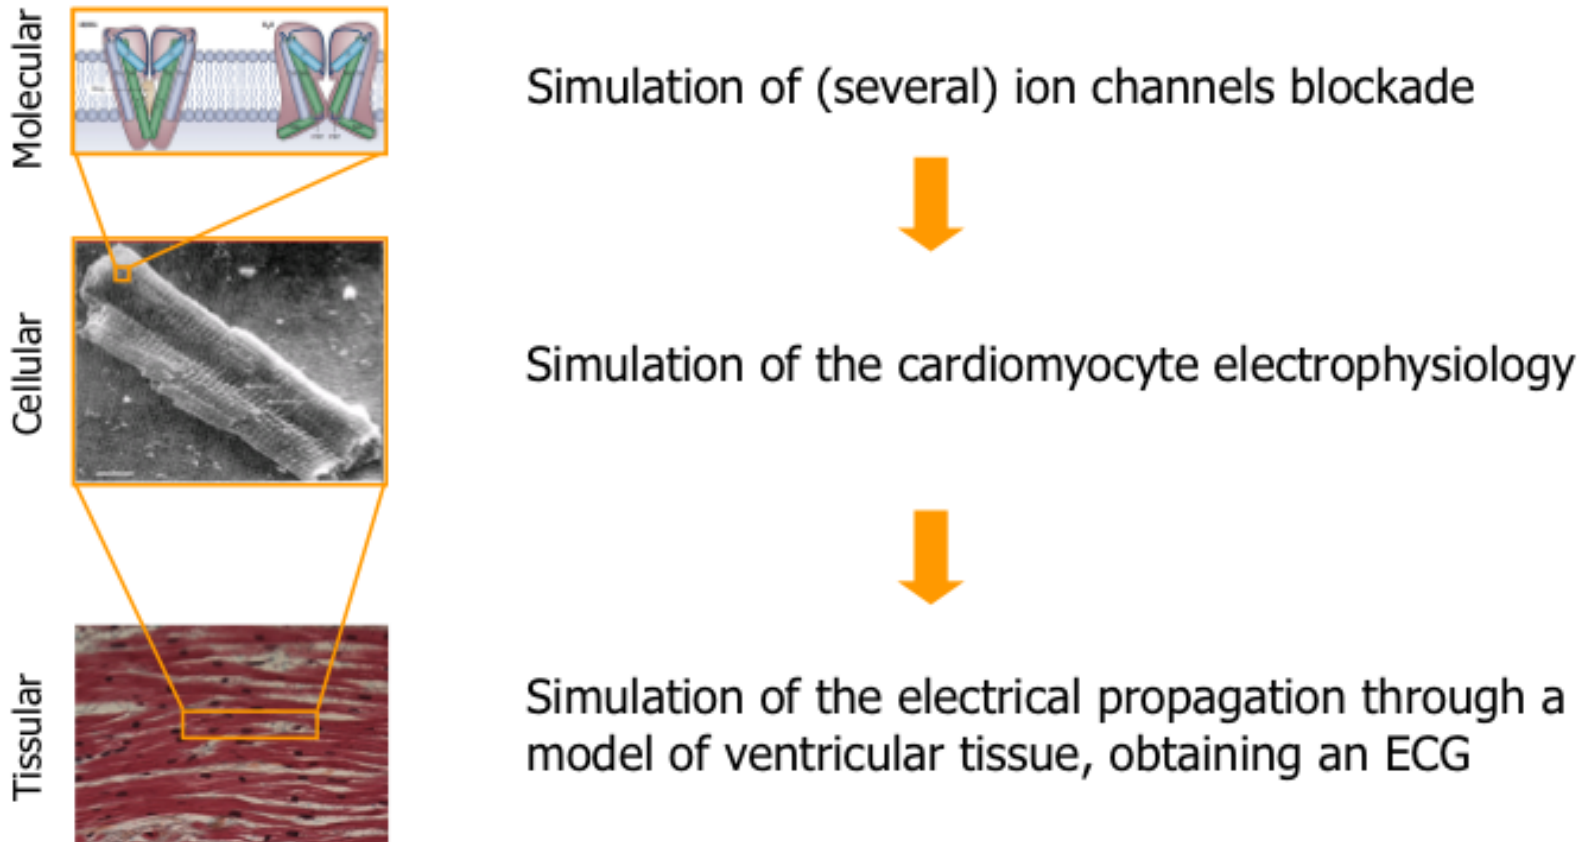 Molecular
Simulation of (several) ion channels blockade
Cellular
Simulation of the cardiomyocyte electrophysiology
Tissular
Simulation of the electrical propagation through a
model of ventricular tissue, obtaining an ECG